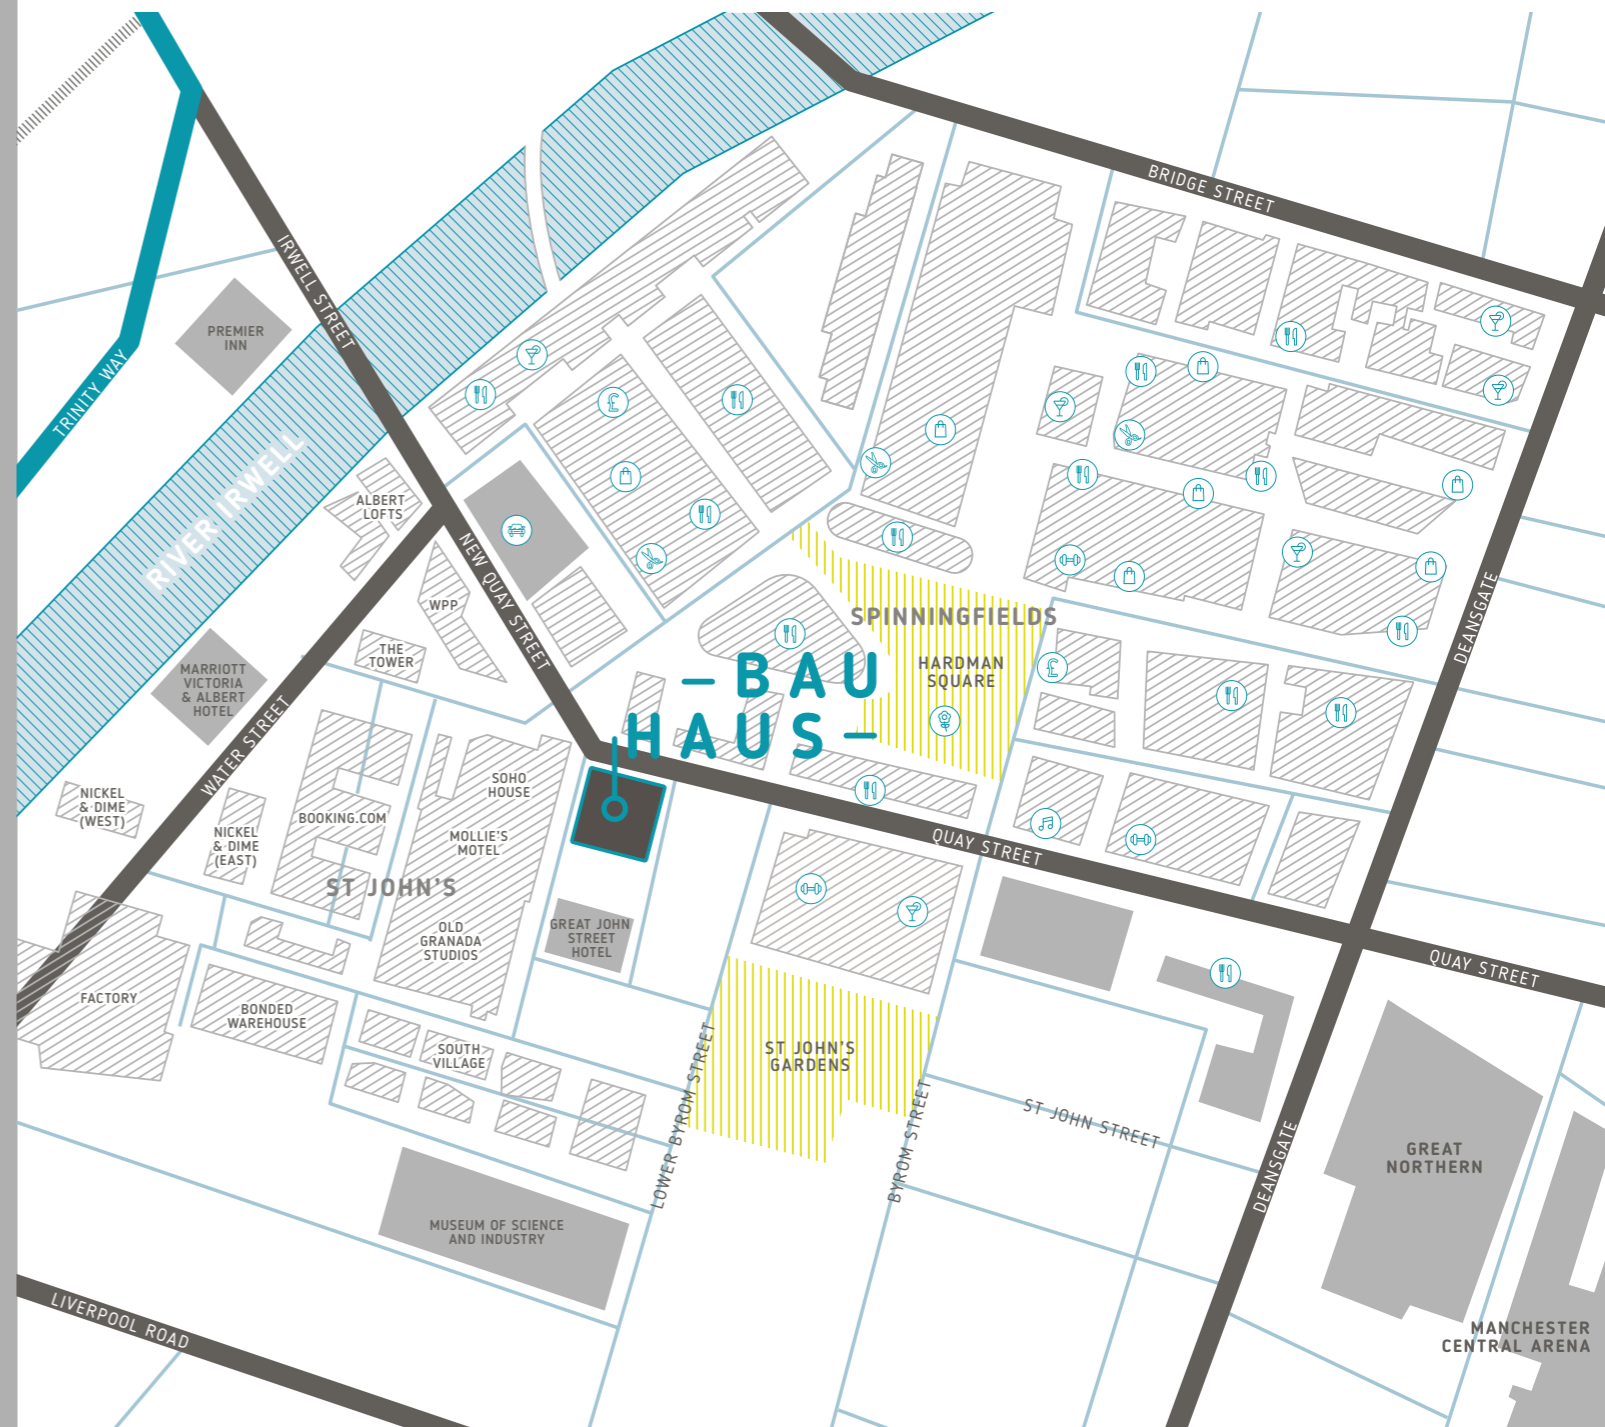 BRIDGE STREET
IRWELL STREET
PREMIER
INN
TRINITY WAY
RIVER IRWELL
ALBERT
LOFTS
NEW QUAY STREET
WPP
THE
TOWER
DEANSGATE
SPINNINGFIELDS
HARDMAN
SQUARE
– BAU
HAUS –
MARRIOTT
VICTORIA
& ALBERT
HOTEL
WATER STREET
NICKEL
& DIME
(WEST)
NICKEL
& DIME
(EAST)
BOOKING.COM
SOHO
HOUSE
MOLLIE'S
MOTEL
ST JOHN'S
QUAY STREET
OLD
GRANADA
STUDIOS
GREAT JOHN
STREET
HOTEL
QUAY STREET
FACTORY
BONDED
WAREHOUSE
SOUTH
VILLAGE
ST JOHN'S
GARDENS
LOWER BYROM STREET
BYROM STREET
ST JOHN STREET
DEANSGATE
GREAT
NORTHERN
MUSEUM OF SCIENCE
AND INDUSTRY
LIVERPOOL ROAD
MANCHESTER
CENTRAL ARENA